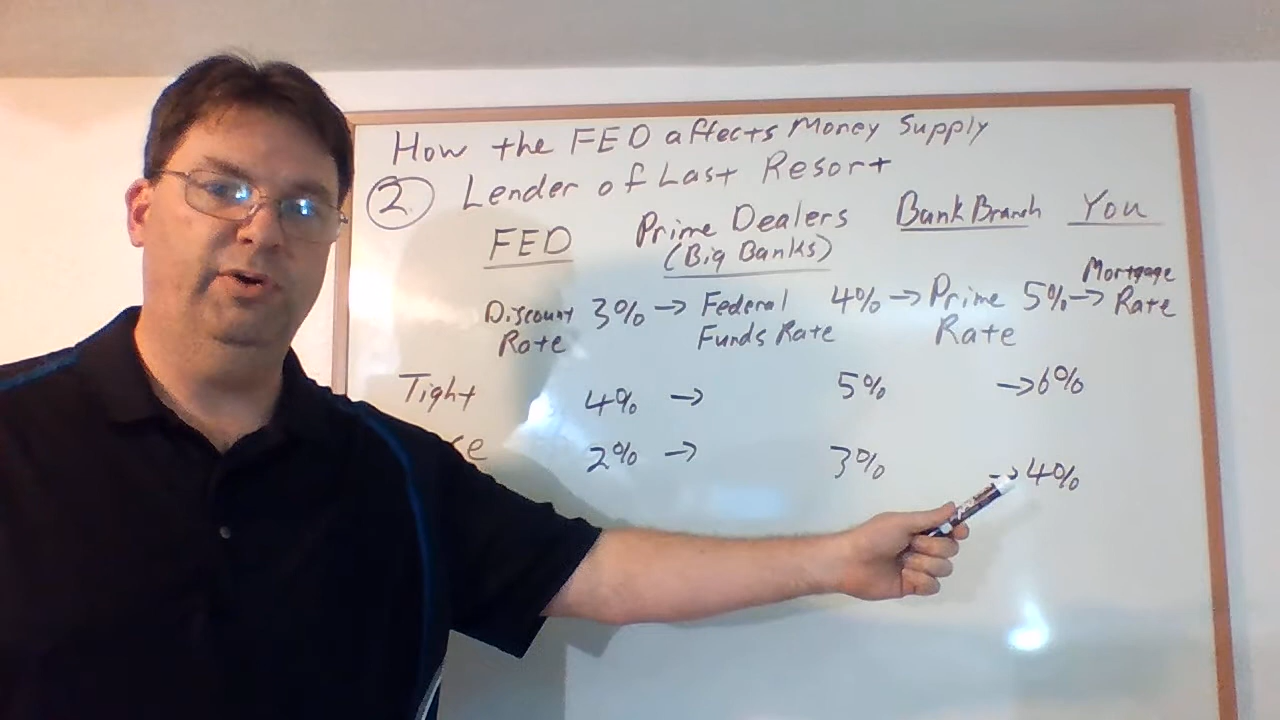 How the FED affects Money Supply
2. Lender of Last Resort
FED Prime Dealers (Big Banks) Bank Branch You
Discount Rate 3% → Federal Funds Rate 4% → Prime Rate 5% → Mortgage Rate
Tight 4% → 5% → 6%
2% → 3% → 4%